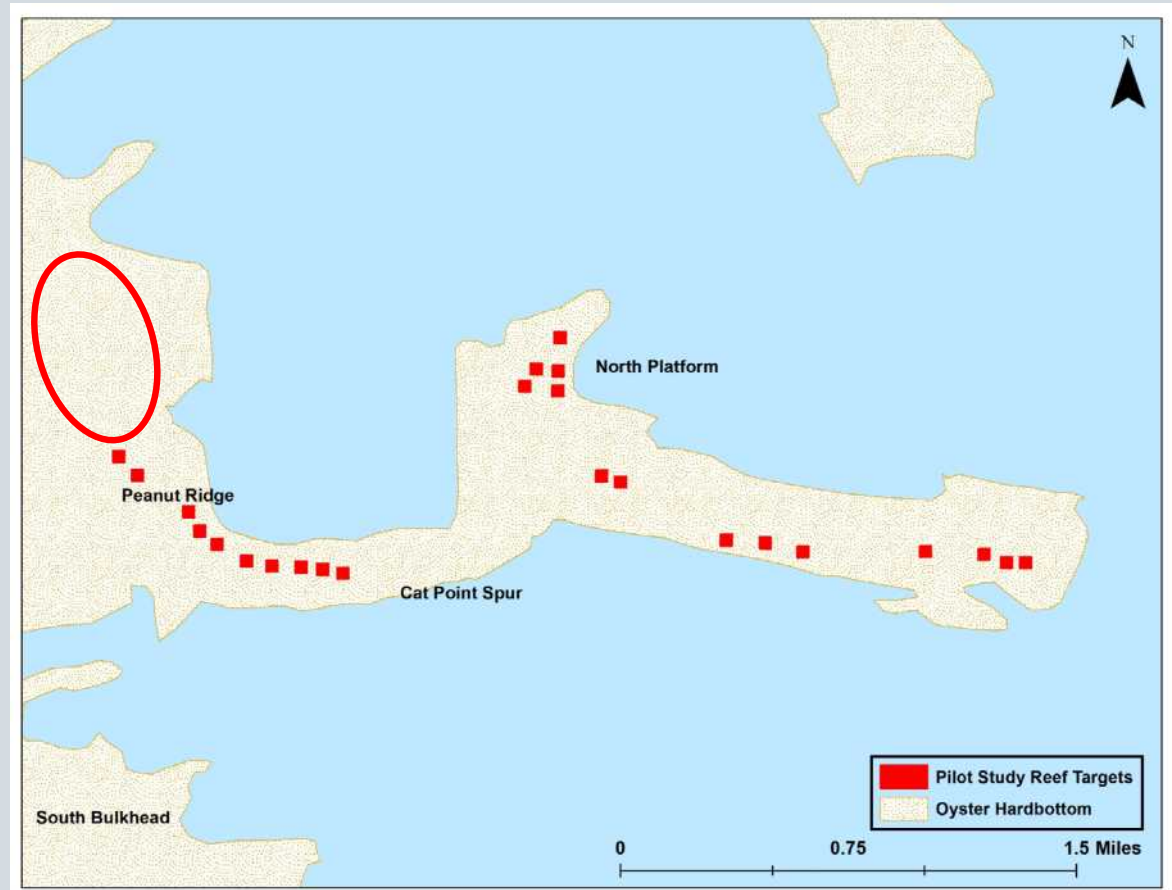 N
North Platform
Peanut Ridge
Cat Point Spur
Pilot Study Reef Targets
Oyster Hardbottom
South Bulkhead
0 0.75 1.5 Miles